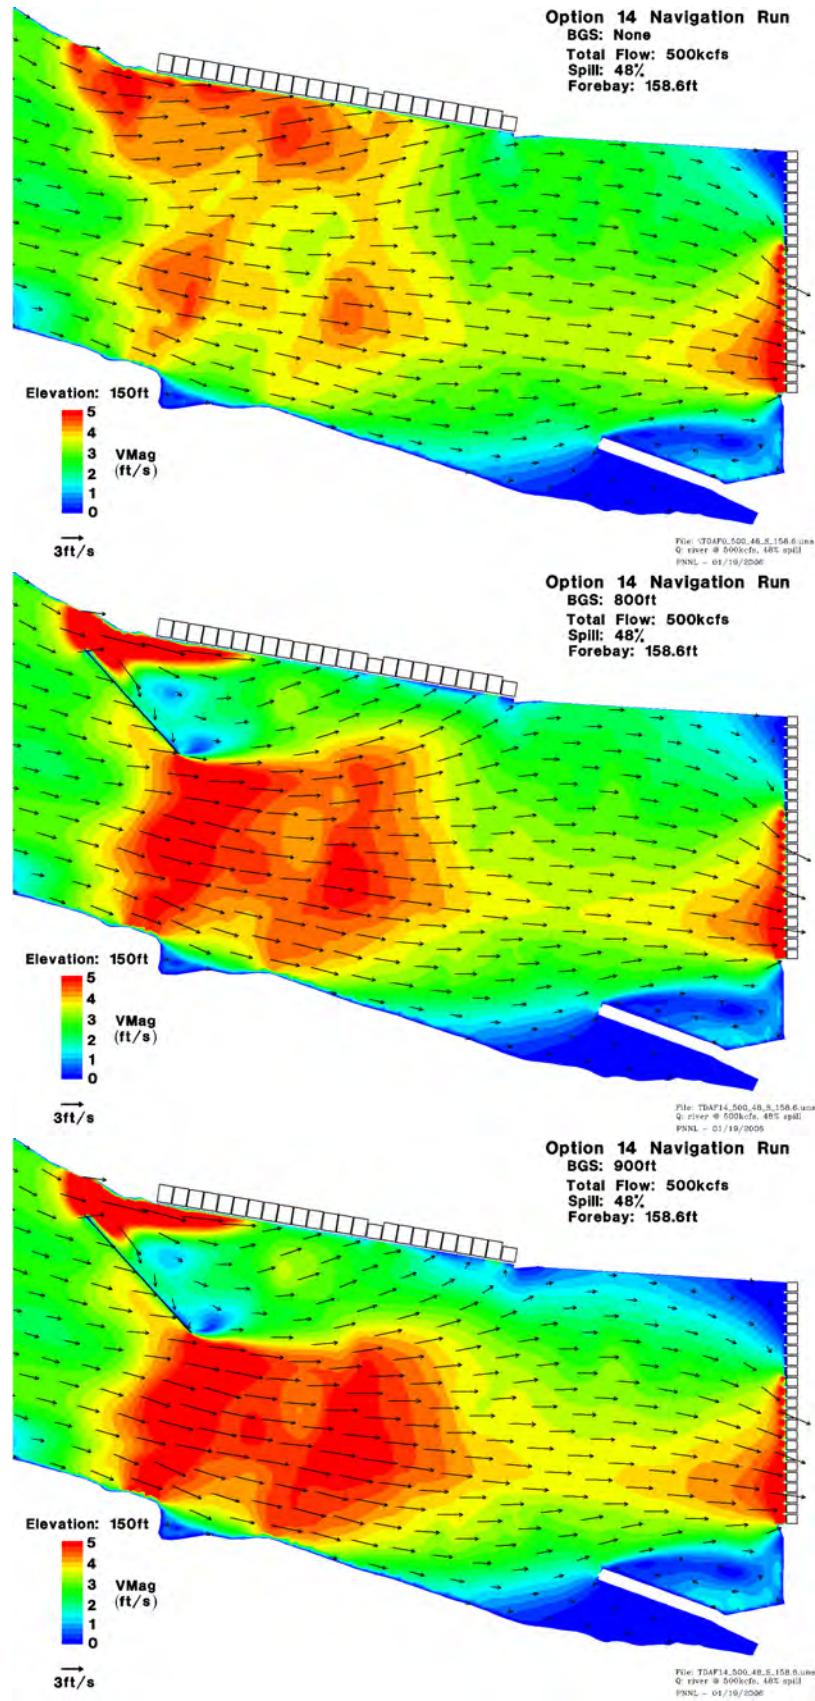 Option 14 Navigation Run
BGS: None
Total Flow: 500kcfs
Spill: 48%
Forebay: 158.6ft
Elevation: 150ft
5
4
3
2
1
0
VMag
(ft/s)
3ft/s
File: \TDAF0_500_48_S_158.6.uns
Q: river @ 500kcfs, 48% spill
PNNL - 01/19/2006
Option 14 Navigation Run
BGS: 800ft
Total Flow: 500kcfs
Spill: 48%
Forebay: 158.6ft
Elevation: 150ft
5
4
3
2
1
0
VMag
(ft/s)
3ft/s
File: TDAF14_500_48_S_158.6.uns
Q: river @ 500kcfs, 48% spill
PNNL - 01/19/2006
Option 14 Navigation Run
BGS: 900ft
Total Flow: 500kcfs
Spill: 48%
Forebay: 158.6ft
Elevation: 150ft
5
4
3
2
1
0
VMag
(ft/s)
3ft/s
File: TDAF14_500_48_S_158.6.uns
Q: river @ 500kcfs, 48% spill
PNNL - 01/19/2006